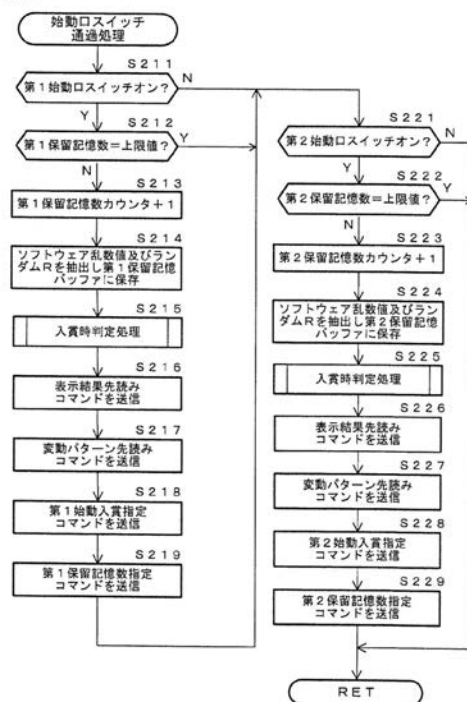 始動口スイッチ
通過処理
S211
第1始動口スイッチオン?
N
Y
S212
第1保留記憶数=上限値?
Y
N
S213
第1保留記憶数カウンタ+1
S214
ソフトウェア乱数値及びラン
ダムRを抽出し第1保留記憶
バッファに保存
S215
入賞時判定処理
S216
表示結果先読み
コマンドを送信
S217
変動パターン先読み
コマンドを送信
S218
第1始動入賞指定
コマンドを送信
S219
第1保留記憶数指定
コマンドを送信
S221
第2始動口スイッチオン?
N
Y
S222
第2保留記憶数=上限値?
Y
N
S223
第2保留記憶数カウンタ+1
S224
ソフトウェア乱数値及びラン
ダムRを抽出し第2保留記憶
バッファに保存
S225
入賞時判定処理
S226
表示結果先読み
コマンドを送信
S227
変動パターン先読み
コマンドを送信
S228
第2始動入賞指定
コマンドを送信
S229
第2保留記憶数指定
コマンドを送信
RET